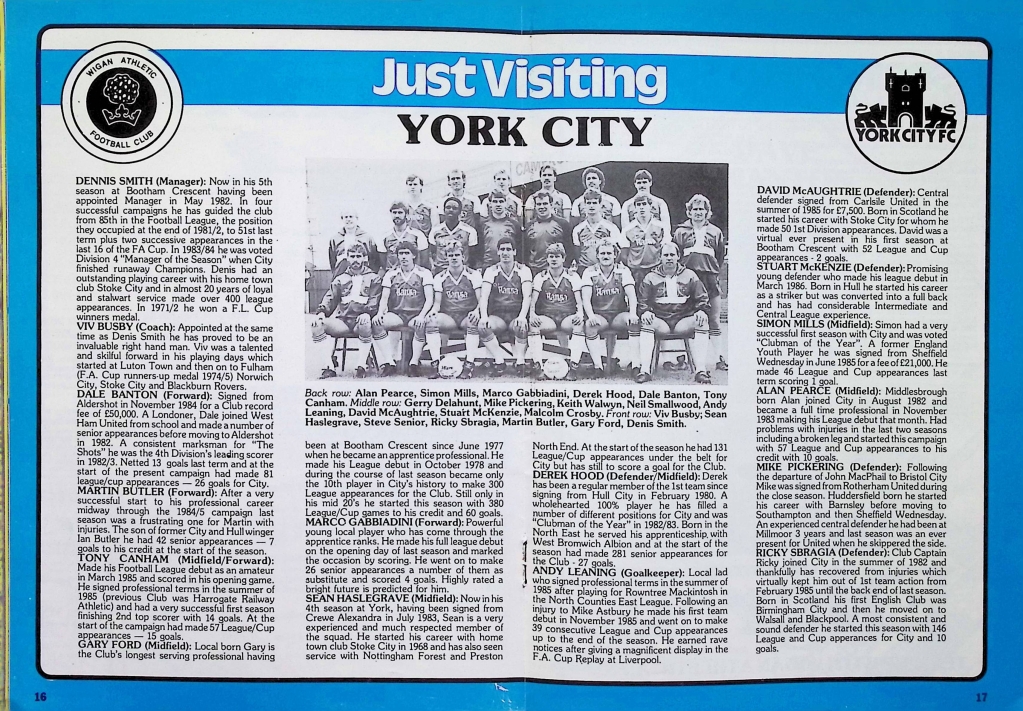 Just Visiting
WIGAN ATHLETIC
FOOTBALL CLUB
YORK CITY FC
YORK CITY
DENNIS SMITH (Manager): Now in his 5th
season at Bootham Crescent having been
appointed Manager in May 1982. In four
successful campaigns he has guided the club
from 85th in the Football League, the position
they occupied at the end of 1981/2, to 51st last
term plus two successive appearances in the
last 16 of the FA Cup. In 1983/84 he was voted
Division 4 "Manager of the Season" when City
finished runaway Champions. Denis had an
outstanding playing career with his home town
club Stoke City and in almost 20 years of loyal
and stalwart service made over 400 league
appearances. In 1971/2 he won a F.L. Cup
winners medal.
VIV BUSBY (Coach): Appointed at the same
time as Denis Smith he has proved to be an
invaluable right hand man. Viv was a talented
and skilful forward in his playing days which
started at Luton Town and then on to Fulham
(F.A. Cup runners-up medal 1974/5) Norwich
City, Stoke City and Blackburn Rovers.
DALE BANTON (Forward): Signed from
Aldershot in November 1984 for a Club record
fee of £50,000. A Londoner, Dale joined West
Ham United from school and made a number of
senior appearances before moving to Aldershot
in 1982. A consistent marksman for "The
Shots" he was the 4th Division's leading scorer
in 1982/3. Netted 13 goals last term and at the
start of the present campaign had made 81
league/cup appearances — 26 goals for City.
MARTIN BUTLER (Forward): After a very
successful start to his professional career
midway through the 1984/5 campaign last
season was a frustrating one for Martin with
injuries. The son of former City and Hull winger
Ian Butler he had 42 senior appearances — 7
goals to his credit at the start of the season.
TONY CANHAM (Midfield/Forward):
Made his Football League debut as an amateur
in March 1985 and scored in his opening game.
He signed professional terms in the summer of
1985 (previous Club was Harrogate Railway
Athletic) and had a very successful first season
finishing 2nd top scorer with 14 goals. At the
start of the campaign had made 57 League/Cup
appearances — 15 goals.
GARY FORD (Midfield): Local born Gary is
the Club's longest serving professional having
Back row: Alan Pearce, Simon Mills, Marco Gabbiadini, Derek Hood, Dale Banton, Tony
Canham. Middle row: Gerry Delahunt, Mike Pickering, Keith Walwyn, Neil Smallwood, Andy
Leaning, David McAughtrie, Stuart McKenzie, Malcolm Crosby. Front row: Viv Busby; Sean
Haslegrave, Steve Senior, Ricky Sbragia, Martin Butler, Gary Ford, Denis Smith.
been at Bootham Crescent since June 1977
when he became an apprentice professional. He
made his League debut in October 1978 and
during the course of last season became only
the 10th player in City's history to make 300
League appearances for the Club. Still only in
his mid 20's he started this season with 380
League/Cup games to his credit and 60 goals.
MARCO GABBIADINI (Forward): Powerful
young local player who has come through the
apprentice ranks. He made his full league debut
on the opening day of last season and marked
the occasion by scoring. He went on to make
26 senior appearances a number of them as
substitute and scored 4 goals. Highly rated a
bright future is predicted for him.
SEAN HASLEGRAVE (Midfield): Now in his
4th season at York, having been signed from
Crewe Alexandra in July 1983, Sean is a very
experienced and much respected member of
the squad. He started his career with home
town club Stoke City in 1968 and has also seen
service with Nottingham Forest and Preston
North End. At the start of the season he had 131
League/Cup appearances under the belt for
City but has still to score a goal for the Club.
DEREK HOOD (Defender/Midfield): Derek
has been a regular member of the 1st team since
signing from Hull City in February 1980. A
wholehearted 100% player he has filled a
number of different positions for City and was
"Clubman of the Year" in 1982/83. Born in the
North East he served his apprenticeship with
West Bromwich Albion and at the start of the
season had made 281 senior appearances for
the Club - 27 goals.
ANDY LEANING (Goalkeeper): Local lad
who signed professional terms in the summer of
1985 after playing for Rowntree Mackintosh in
the North Counties East League. Following an
injury to Mike Astbury he made his first team
debut in November 1985 and went on to make
39 consecutive League and Cup appearances
up to the end of the season. He earned rave
notices after giving a magnificent display in the
F.A. Cup Replay at Liverpool.
DAVID McAUGHTRIE (Defender): Central
defender signed from Carlsile United in the
summer of 1985 for £7,500. Born in Scotland he
started his career with Stoke City for whom he
made 50 1st Division appearances. David was a
virtual ever present in his first season at
Bootham Crescent with 52 League and Cup
appearances - 2 goals.
STUART McKENZIE (Defender): Promising
young defender who made his league debut in
March 1986. Born in Hull he started his career
as a striker but was converted into a full back
and has had considerable Intermediate and
Central League experience.
SIMON MILLS (Midfield): Simon had a very
successful first season with City and was voted
"Clubman of the Year". A former England
Youth Player he was signed from Sheffield
Wednesday in June 1985 for a fee of £21,000. He
made 46 League and Cup appearances last
term scoring 1 goal.
ALAN PEARCE (Midfield): Middlesbrough
born Alan joined City in August 1982 and
became a full time professional in November
1983 making his League debut that month. Had
problems with injuries in the last two seasons
including a broken leg and started this campaign
with 57 League and Cup appearances to his
credit with 10 goals.
MIKE PICKERING (Defender): Following
the departure of John MacPhail to Bristol City
Mike was signed from Rotherham United during
the close season. Huddersfield born he started
his career with Barnsley before moving to
Southampton and then Sheffield Wednesday.
An experienced central defender he had been at
Millmoor 3 years and last season was an ever
present for United when he skippered the side.
RICKY SBRAGIA (Defender): Club Captain
Ricky joined City in the summer of 1982 and
thankfully has recovered from injuries which
virtually kept him out of 1st team action from
February 1985 until the back end of last season.
Born in Scotland his first English Club was
Birmingham City and then he moved on to
Walsall and Blackpool. A most consistent and
sound defender he started this season with 146
League and Cup apperances for City and 10
goals.
16
17